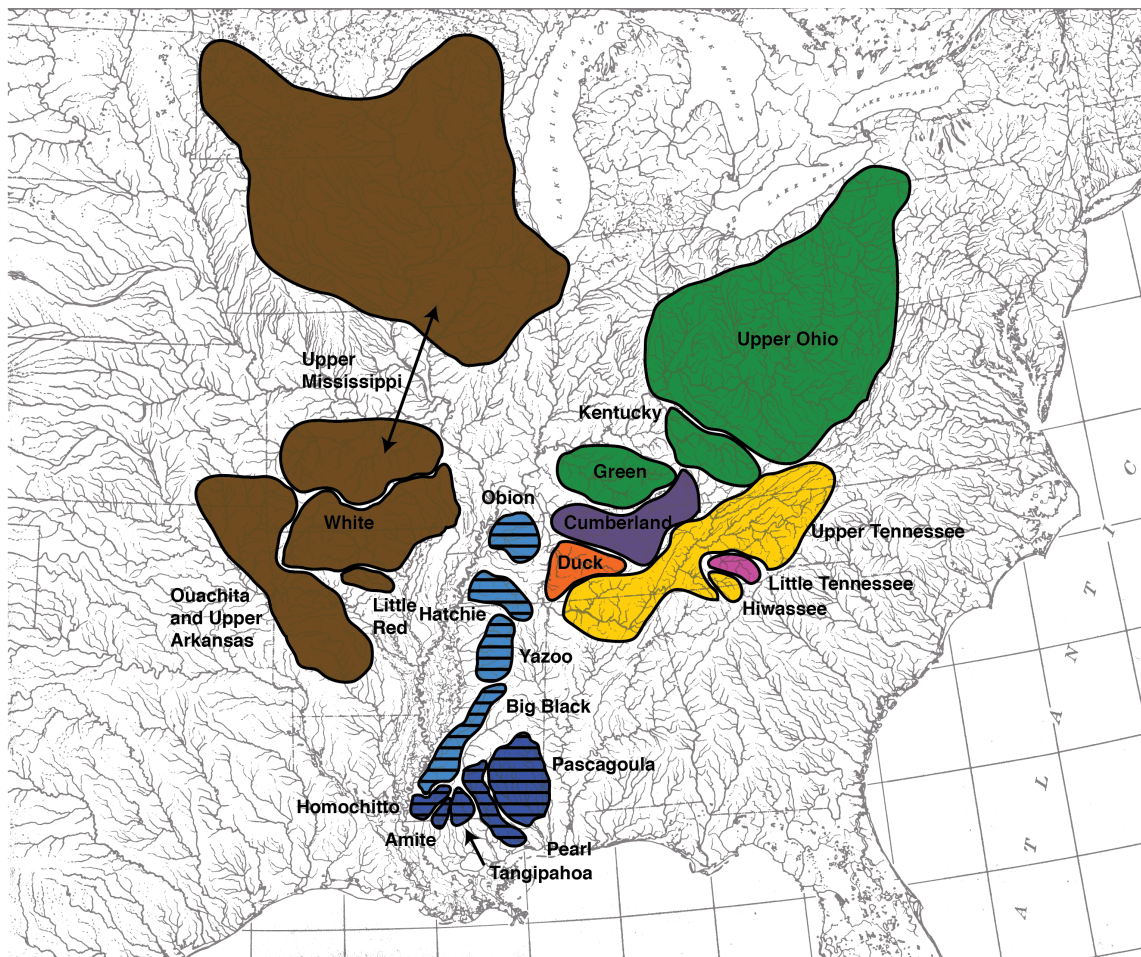 LAKE MICHIGAN
LAKE HURON
LAKE ONTARIO
LAKE ERIE
Upper Ohio
Upper
Mississippi
Kentucky
Green
Obion
White
Cumberland
Upper Tennessee
Duck
Little Tennessee
Hiwassee
Ouachita
and Upper
Arkansas
Little
Red
Hatchie
Yazoo
Big Black
Pascagoula
Homochitto
Amite
Pearl
Tangipahoa
ATLANTIC